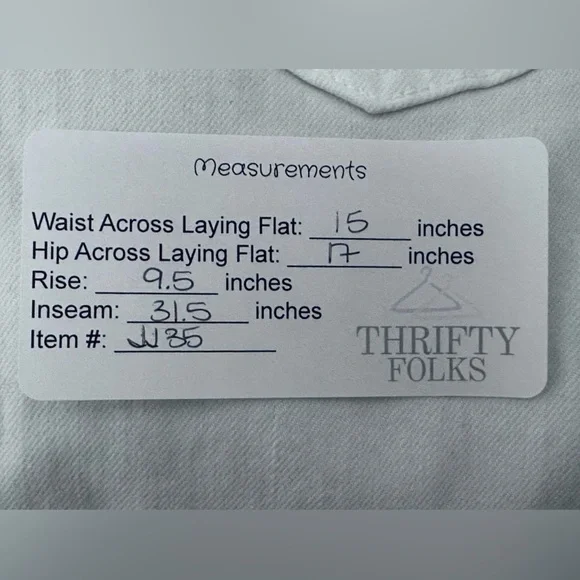 Measurements
Waist Across Laying Flat: 15 inches
Hip Across Laying Flat: 17 inches
Rise: 9.5 inches
Inseam: 31.5 inches
Item #: JJ35
THRIFTY
FOLKS